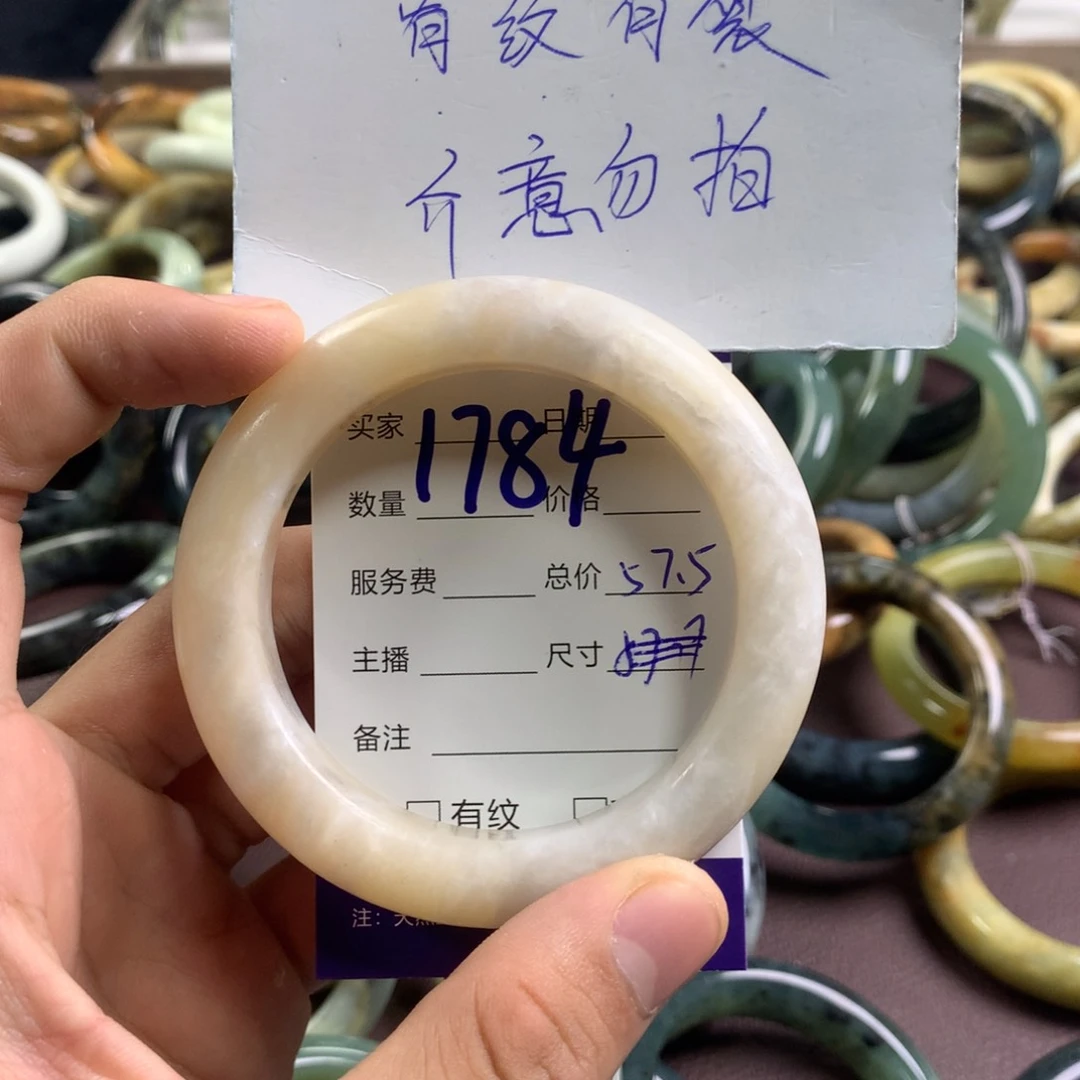 有纹有裂
介意勿拍
1784
买家 日期
数量 价格
服务费 总价 57.5
主播 尺寸
备注
有纹
注：天然